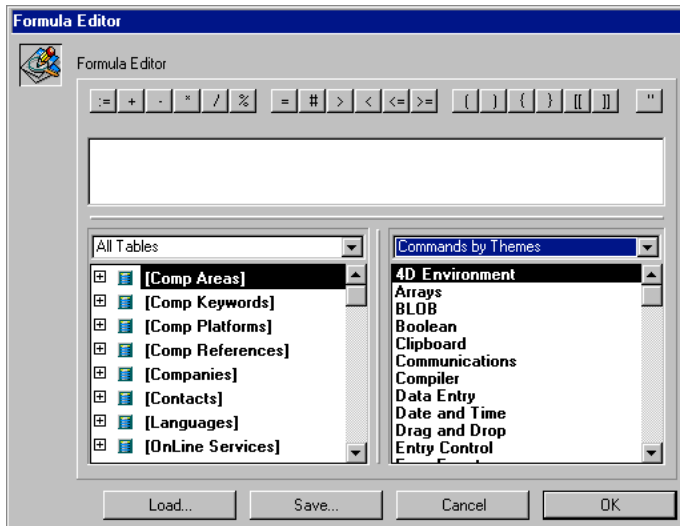 Formula Editor
Formula Editor
:= + - * / % = # > < <= >= ( ) { } [[ ]] "
All Tables
[Comp Areas]
[Comp Keywords]
[Comp Platforms]
[Comp References]
[Companies]
[Contacts]
[Languages]
[OnLine Services]
Commands by Themes
4D Environment
Arrays
BLOB
Boolean
Clipboard
Communications
Compiler
Data Entry
Date and Time
Drag and Drop
Entry Control
Load... Save... Cancel OK